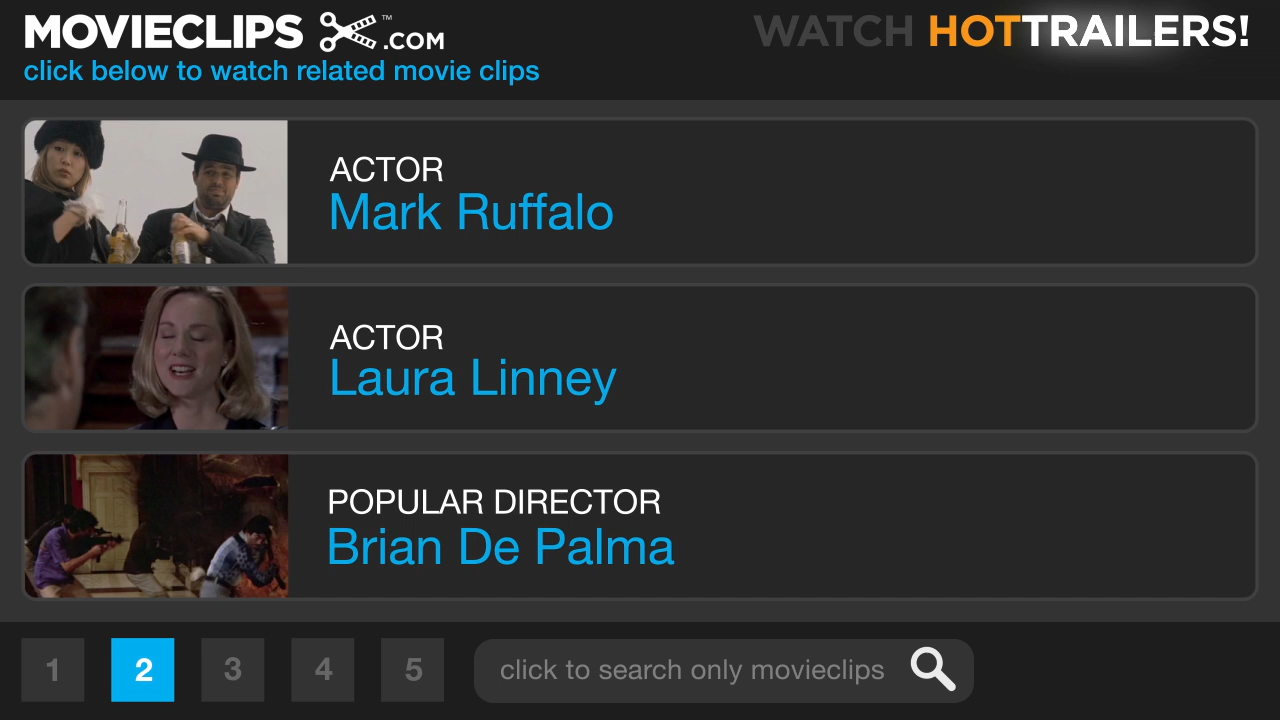 MOVIECLIPS ™.COM
WATCH HOTTRAILERS!
click below to watch related movie clips
ACTOR
Mark Ruffalo
ACTOR
Laura Linney
POPULAR DIRECTOR
Brian De Palma
1 2 3 4 5 click to search only movieclips